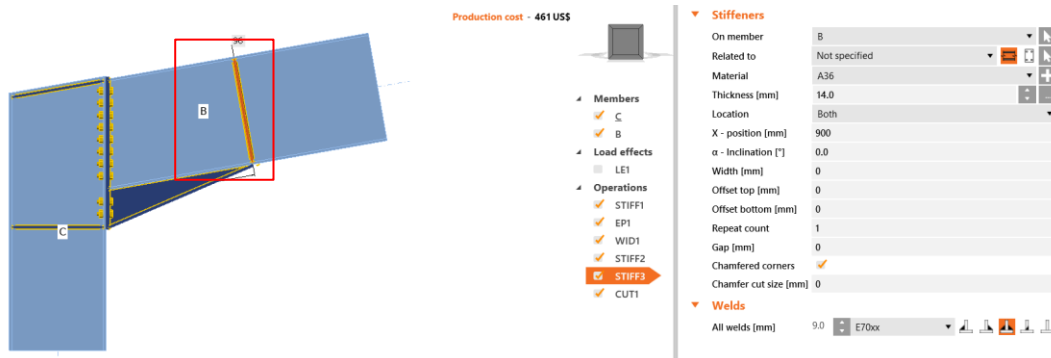 Production cost - 461 US$
B
C
Members
C
B
Load effects
LE1
Operations
STIFF1
EP1
WID1
STIFF2
STIFF3
CUT1
Stiffeners
On member B
Related to Not specified
Material A36
Thickness [mm] 14.0
Location Both
X - position [mm] 900
α - Inclination [°] 0.0
Width [mm] 0
Offset top [mm] 0
Offset bottom [mm] 0
Repeat count 1
Gap [mm] 0
Chamfered corners
Chamfer cut size [mm] 0
Welds
All welds [mm] 9.0 E70xx